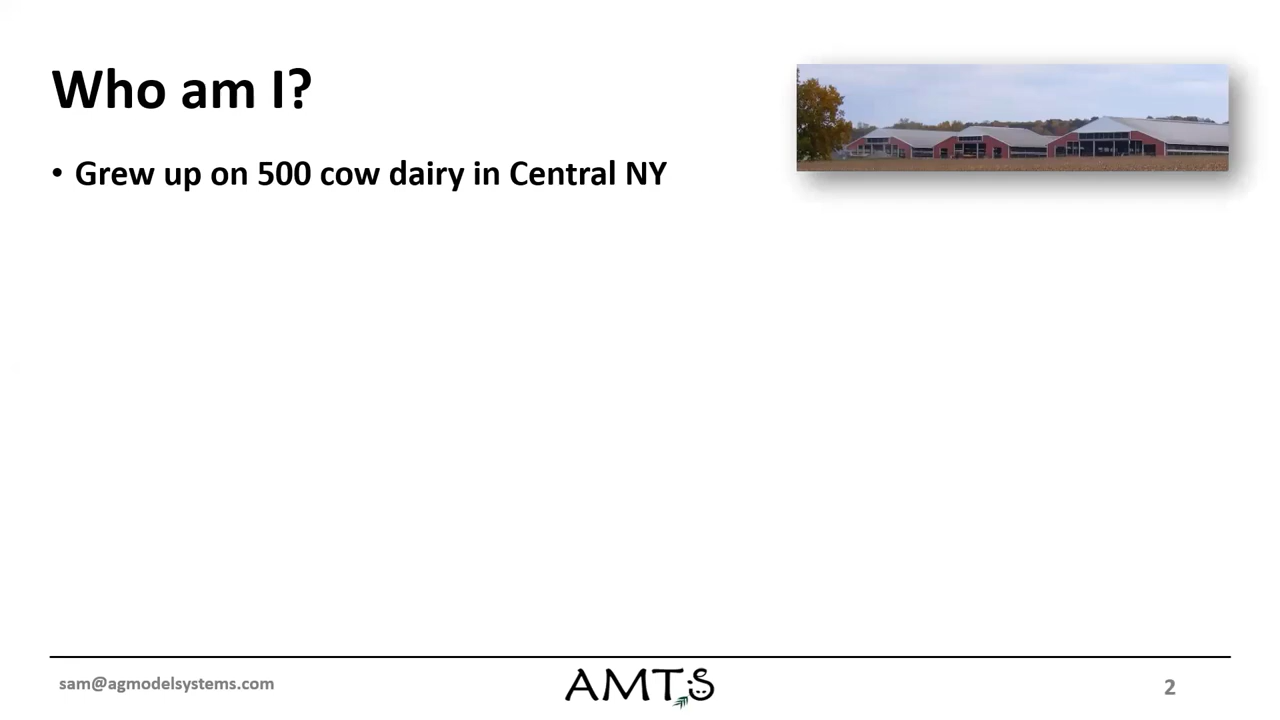 Who am I?
• Grew up on 500 cow dairy in Central NY
sam@agmodelsystems.com
AMTS
2